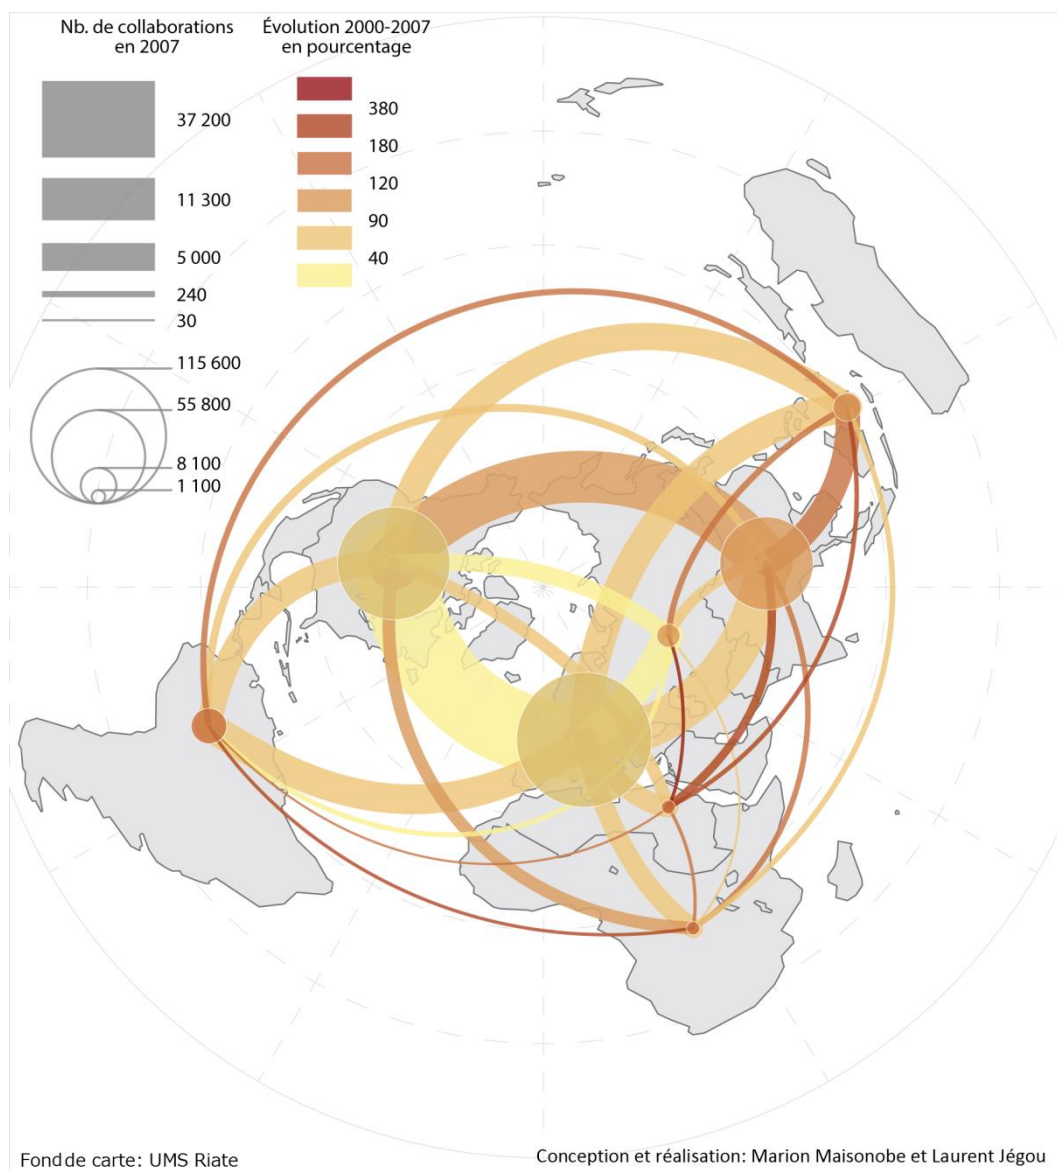 Nb. de collaborations
en 2007
37 200
11 300
5 000
240
30
115 600
55 800
8 100
1 100
Évolution 2000-2007
en pourcentage
380
180
120
90
40
Fond de carte: UMS Riate
Conception et réalisation: Marion Maisonobe et Laurent Jégou